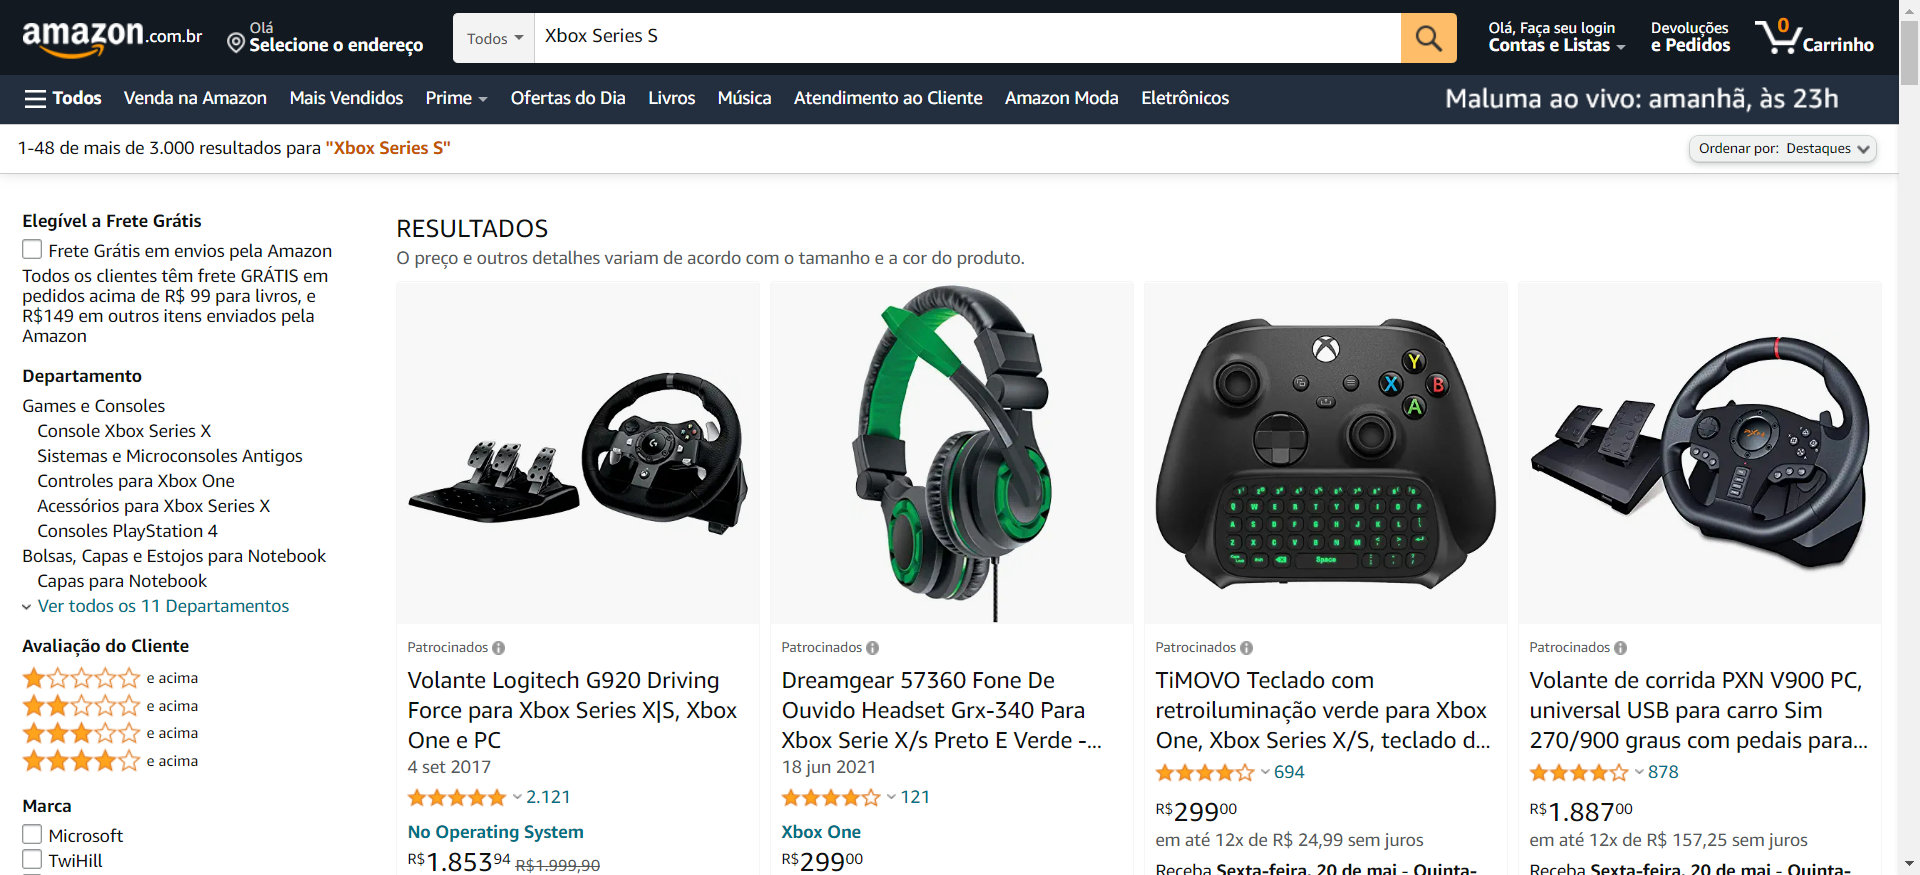 amazon.com.br
Olá
Selecione o endereço
Todos
Xbox Series S
Olá, Faça seu login
Contas e Listas
Devoluções
e Pedidos
0
Carrinho
Todos
Venda na Amazon
Mais Vendidos
Prime
Ofertas do Dia
Livros
Música
Atendimento ao Cliente
Amazon Moda
Eletrônicos
Maluma ao vivo: amanhã, às 23h
1-48 de mais de 3.000 resultados para "Xbox Series S"
Ordenar por: Destaques
Elegível a Frete Grátis
Frete Grátis em envios pela Amazon
Todos os clientes têm frete GRÁTIS em
pedidos acima de R$ 99 para livros, e
R$149 em outros itens enviados pela
Amazon
Departamento
Games e Consoles
Console Xbox Series X
Sistemas e Microconsoles Antigos
Controles para Xbox One
Acessórios para Xbox Series X
Consoles PlayStation 4
Bolsas, Capas e Estojos para Notebook
Capas para Notebook
Ver todos os 11 Departamentos
Avaliação do Cliente
e acima
e acima
e acima
e acima
Marca
Microsoft
TwiHill
RESULTADOS
O preço e outros detalhes variam de acordo com o tamanho e a cor do produto.
Patrocinados
Volante Logitech G920 Driving
Force para Xbox Series X|S, Xbox
One e PC
4 set 2017
2.121
No Operating System
R$1.85394 R$1.999,90
Patrocinados
Dreamgear 57360 Fone De
Ouvido Headset Grx-340 Para
Xbox Serie X/s Preto E Verde -...
18 jun 2021
121
Xbox One
R$29900
Y
X
B
A
Q W E R T Y U I O P
A S D F G H J K L
Z X C V B N M
Space
Patrocinados
TiMOVO Teclado com
retroiluminação verde para Xbox
One, Xbox Series X/S, teclado d...
694
R$29900
em até 12x de R$ 24,99 sem juros
Receba Sexta-feira, 20 de mai - Quinta-
PXN
Patrocinados
Volante de corrida PXN V900 PC,
universal USB para carro Sim
270/900 graus com pedais para...
878
R$1.88700
em até 12x de R$ 157,25 sem juros
Receba Sexta-feira, 20 de mai - Quinta-